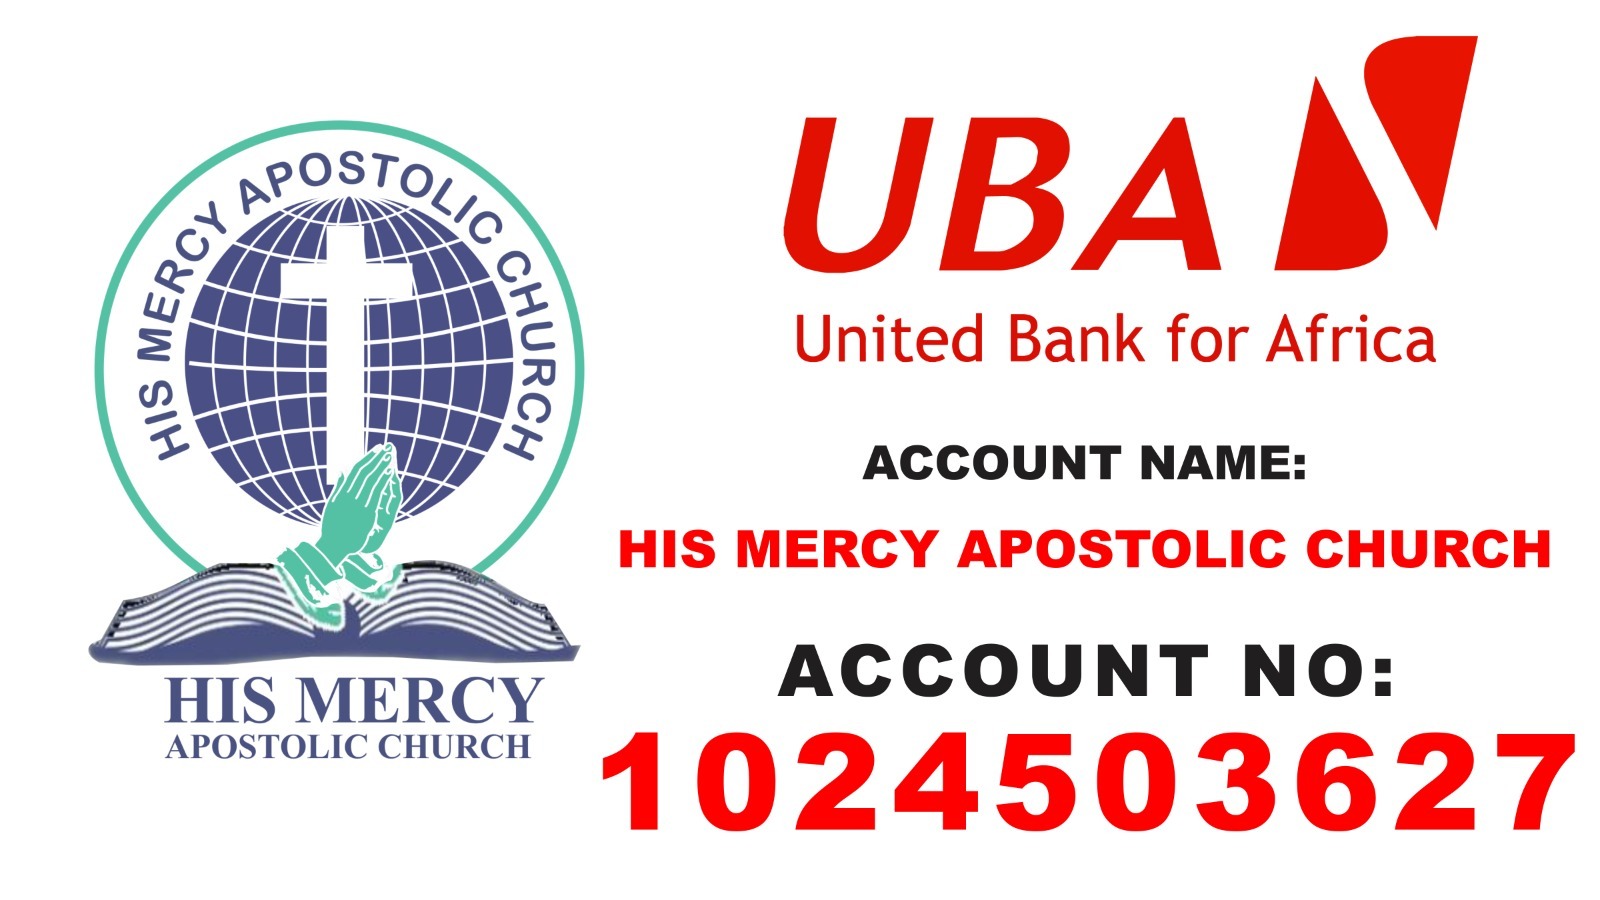 HIS MERCY APOSTOLIC CHURCH
HIS MERCY
APOSTOLIC CHURCH
UBA
United Bank for Africa
ACCOUNT NAME:
HIS MERCY APOSTOLIC CHURCH
ACCOUNT NO:
1024503627